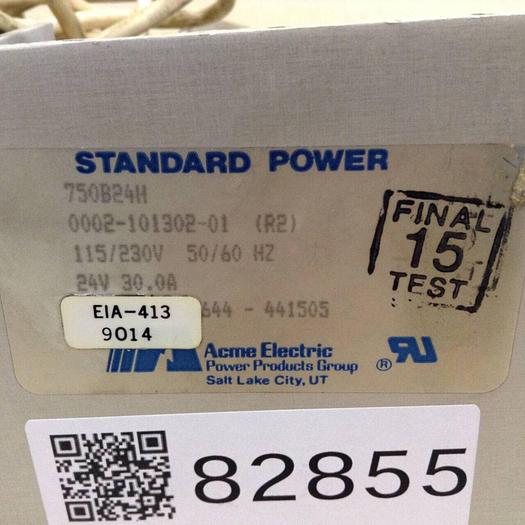 STANDARD POWER
750B24H
0002-101302-01 (R2)
115/230V 50/60 HZ
24V 30.0A
644 - 441505
EIA-413
9014
FINAL
15
TEST
Acme Electric
Power Products Group ®
Salt Lake City, UT
82855